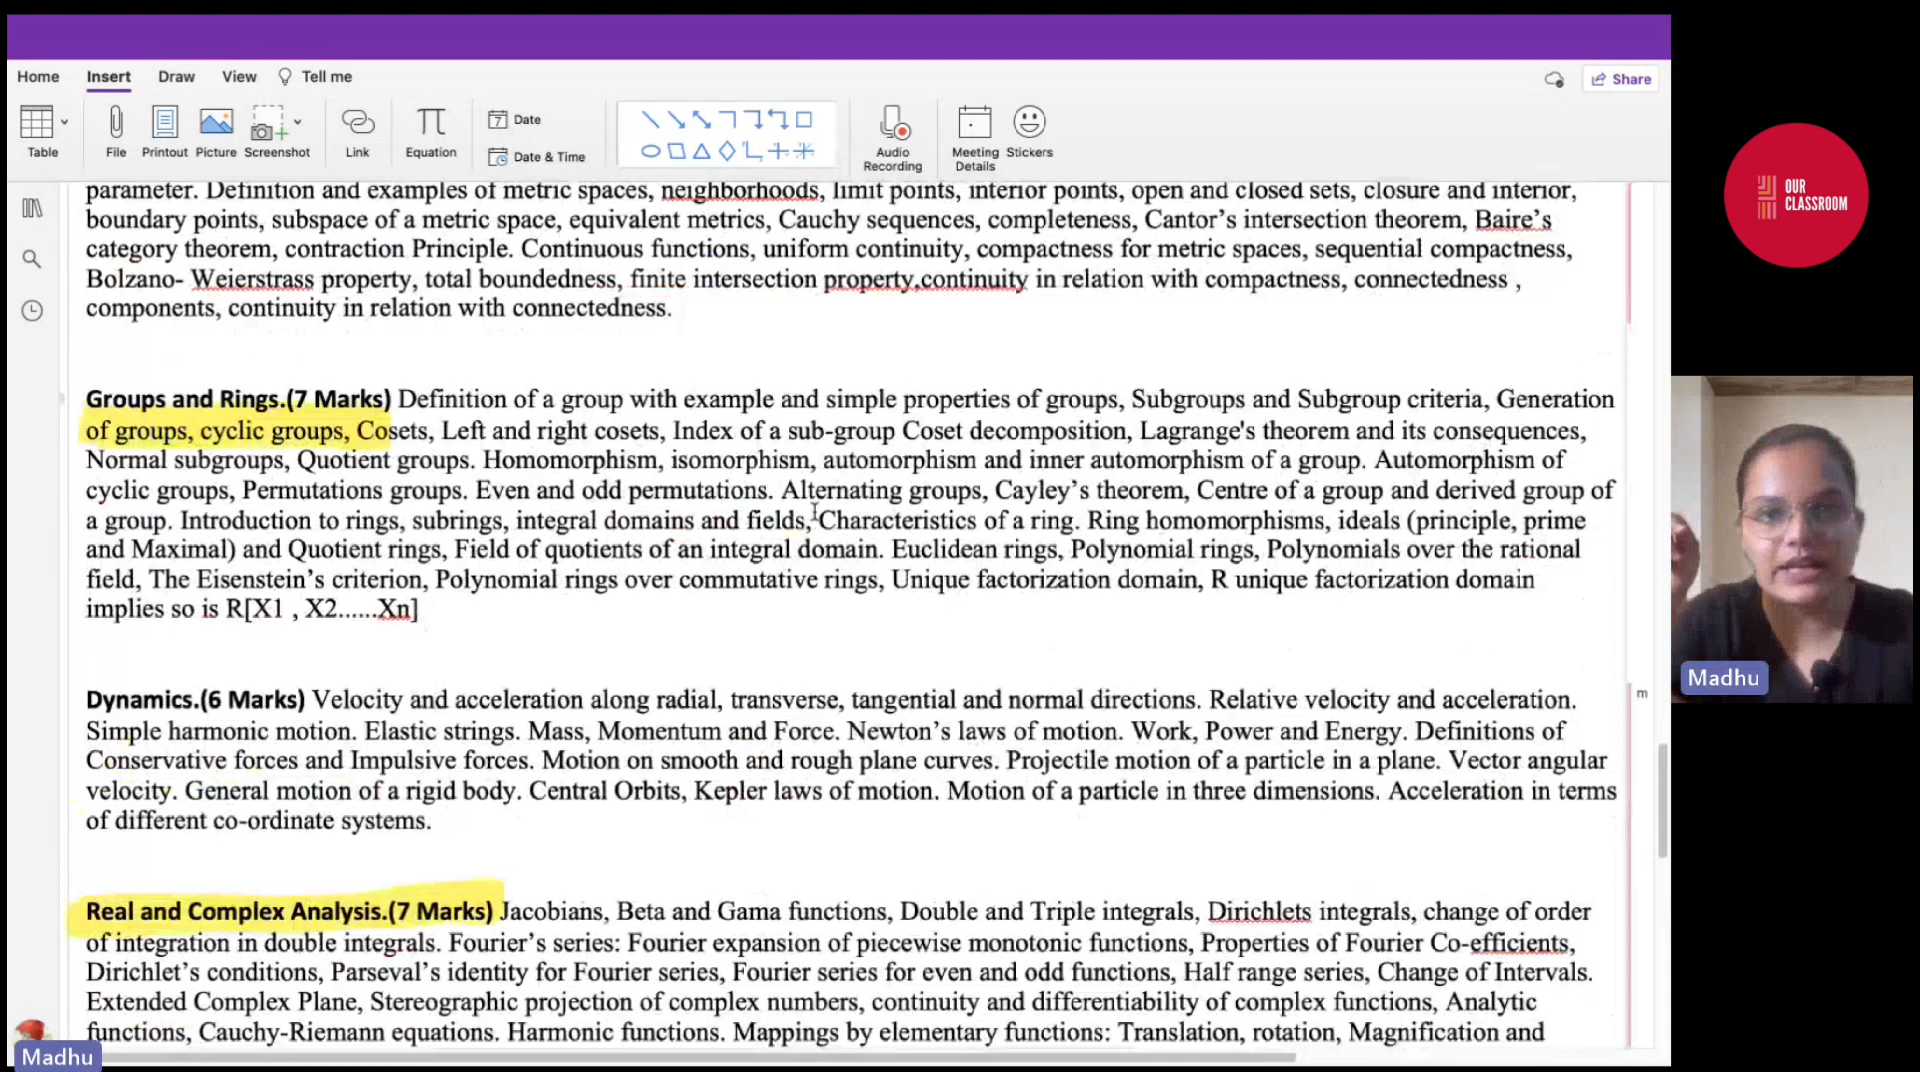 Home Insert Draw View Tell me
Share
Table File Printout Picture Screenshot Link Equation
Date
Date & Time
Audio Recording
Meeting Details
Stickers
OUR CLASSROOM
parameter. Definition and examples of metric spaces, neighborhoods, limit points, interior points, open and closed sets, closure and interior,
boundary points, subspace of a metric space, equivalent metrics, Cauchy sequences, completeness, Cantor's intersection theorem, Baire's
category theorem, contraction Principle. Continuous functions, uniform continuity, compactness for metric spaces, sequential compactness,
Bolzano- Weierstrass property, total boundedness, finite intersection property,continuity in relation with compactness, connectedness ,
components, continuity in relation with connectedness.
Groups and Rings.(7 Marks) Definition of a group with example and simple properties of groups, Subgroups and Subgroup criteria, Generation
of groups, cyclic groups, Cosets, Left and right cosets, Index of a sub-group Coset decomposition, Lagrange's theorem and its consequences,
Normal subgroups, Quotient groups. Homomorphism, isomorphism, automorphism and inner automorphism of a group. Automorphism of
cyclic groups, Permutations groups. Even and odd permutations. Alternating groups, Cayley's theorem, Centre of a group and derived group of
a group. Introduction to rings, subrings, integral domains and fields, Characteristics of a ring. Ring homomorphisms, ideals (principle, prime
and Maximal) and Quotient rings, Field of quotients of an integral domain. Euclidean rings, Polynomial rings, Polynomials over the rational
field, The Eisenstein's criterion, Polynomial rings over commutative rings, Unique factorization domain, R unique factorization domain
implies so is R[X1 , X2......Xn]
Dynamics.(6 Marks) Velocity and acceleration along radial, transverse, tangential and normal directions. Relative velocity and acceleration.
Simple harmonic motion. Elastic strings. Mass, Momentum and Force. Newton's laws of motion. Work, Power and Energy. Definitions of
Conservative forces and Impulsive forces. Motion on smooth and rough plane curves. Projectile motion of a particle in a plane. Vector angular
velocity. General motion of a rigid body. Central Orbits, Kepler laws of motion. Motion of a particle in three dimensions. Acceleration in terms
of different co-ordinate systems.
Real and Complex Analysis.(7 Marks) Jacobians, Beta and Gama functions, Double and Triple integrals, Dirichlets integrals, change of order
of integration in double integrals. Fourier's series: Fourier expansion of piecewise monotonic functions, Properties of Fourier Co-efficients,
Dirichlet's conditions, Parseval's identity for Fourier series, Fourier series for even and odd functions, Half range series, Change of Intervals.
Extended Complex Plane, Stereographic projection of complex numbers, continuity and differentiability of complex functions, Analytic
functions, Cauchy-Riemann equations. Harmonic functions. Mappings by elementary functions: Translation, rotation, Magnification and
Madhu
m
Madhu